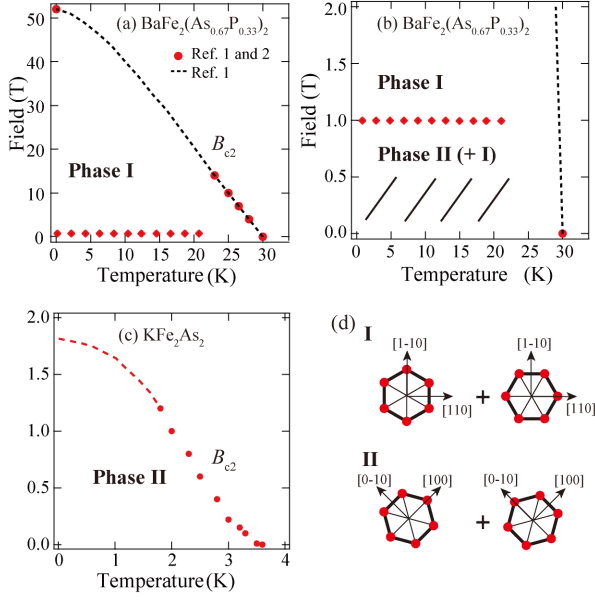 (a) BaFe2(As0.67P0.33)2
50
40
30
20
10
0
Field (T)
Ref. 1 and 2
Ref. 1
Bc2
Phase I
0 5 10 15 20 25 30
Temperature (K)
(b) BaFe2(As0.67P0.33)2
2.0
1.5
1.0
0.5
0.0
Field (T)
Phase I
Phase II (+ I)
0 5 10 15 20 25 30
Temperature (K)
(c) KFe2As2
2.0
1.5
1.0
0.5
0.0
Field (T)
Bc2
Phase II
0 1 2 3 4
Temperature (K)
(d)
I
[1-10] [1-10]
+
[110] [110]
II
[0-10] [100] [0-10] [100]
+